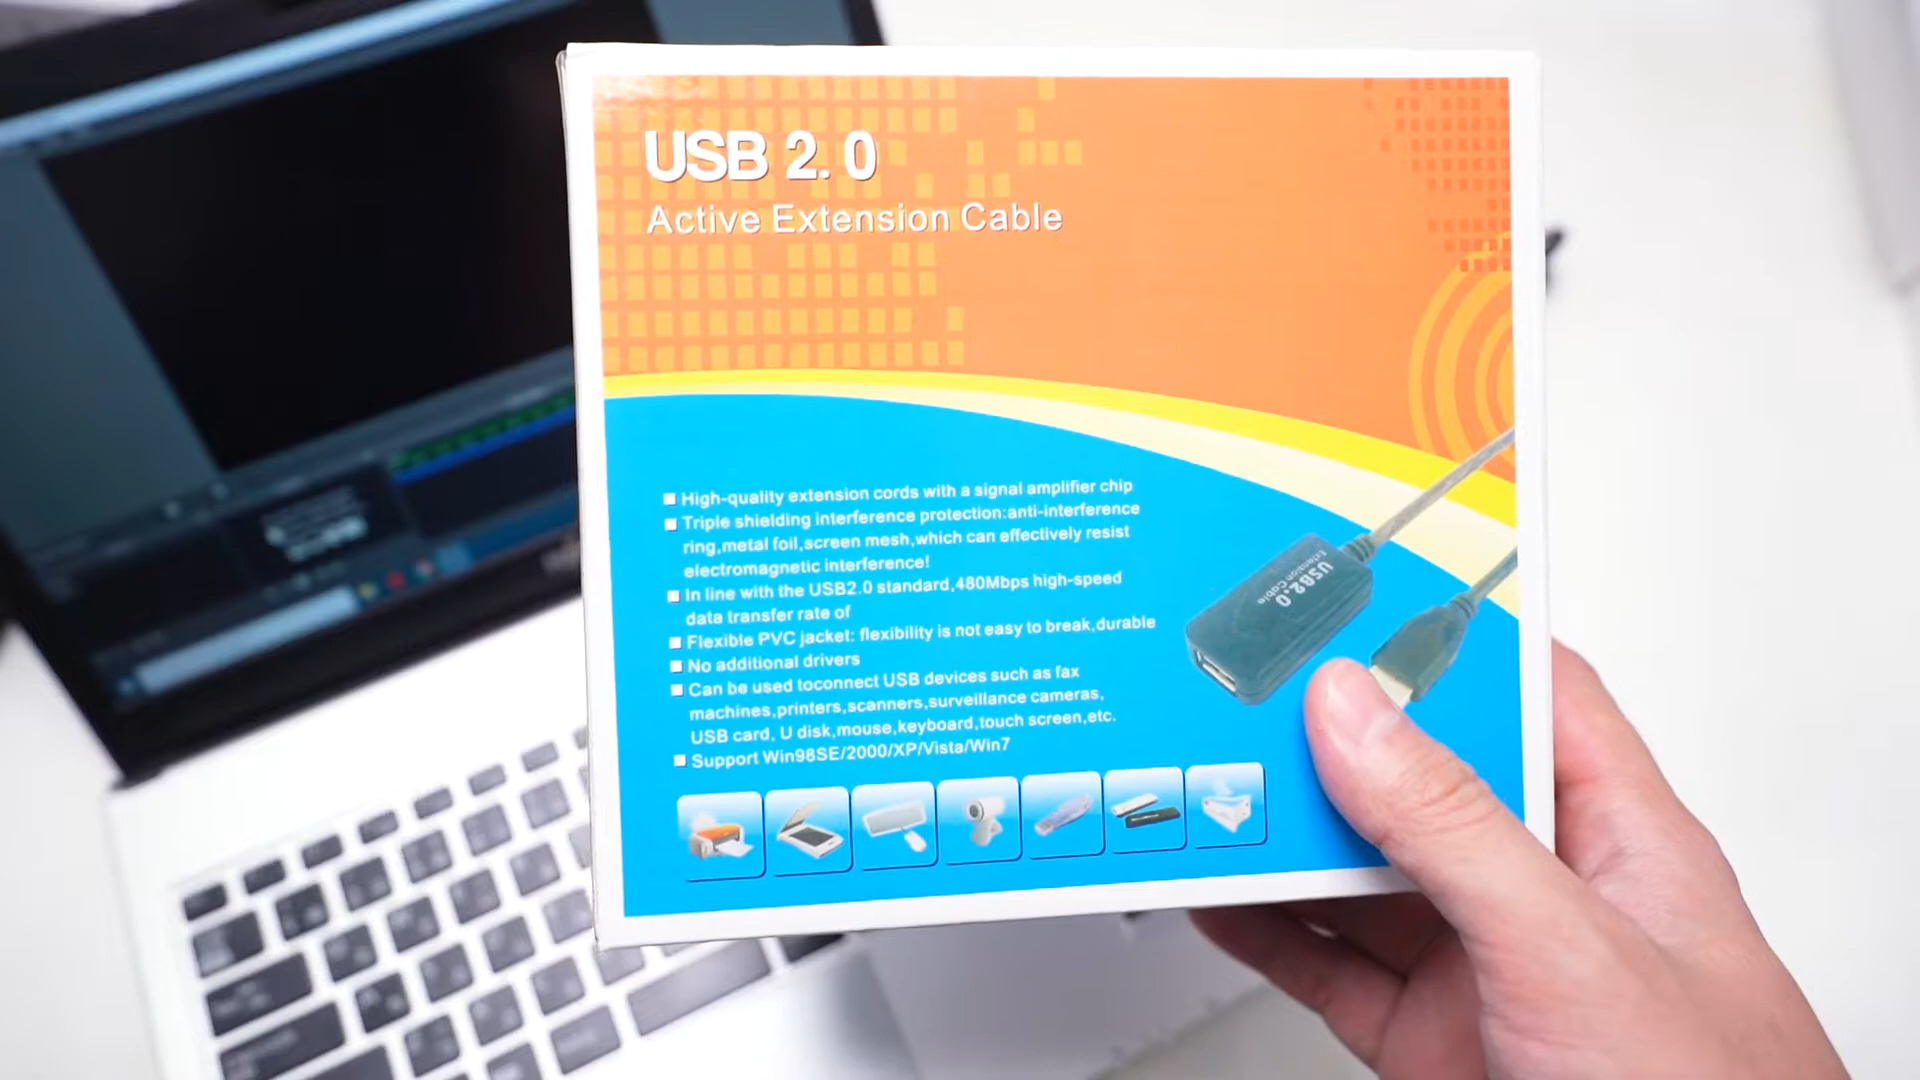 USB 2.0
Active Extension Cable
■ High-quality extension cords with a signal amplifier chip
■ Triple shielding interference protection:anti-interference
ring,metal foil,screen mesh,which can effectively resist
electromagnetic interference!
■ In line with the USB2.0 standard,480Mbps high-speed
data transfer rate of
■ Flexible PVC jacket: flexibility is not easy to break,durable
■ No additional drivers
■ Can be used toconnect USB devices such as fax
machines,printers,scanners,surveillance cameras,
USB card, U disk,mouse,keyboard,touch screen,etc.
■ Support Win98SE/2000/XP/Vista/Win7
USB2.0
Extension Cable